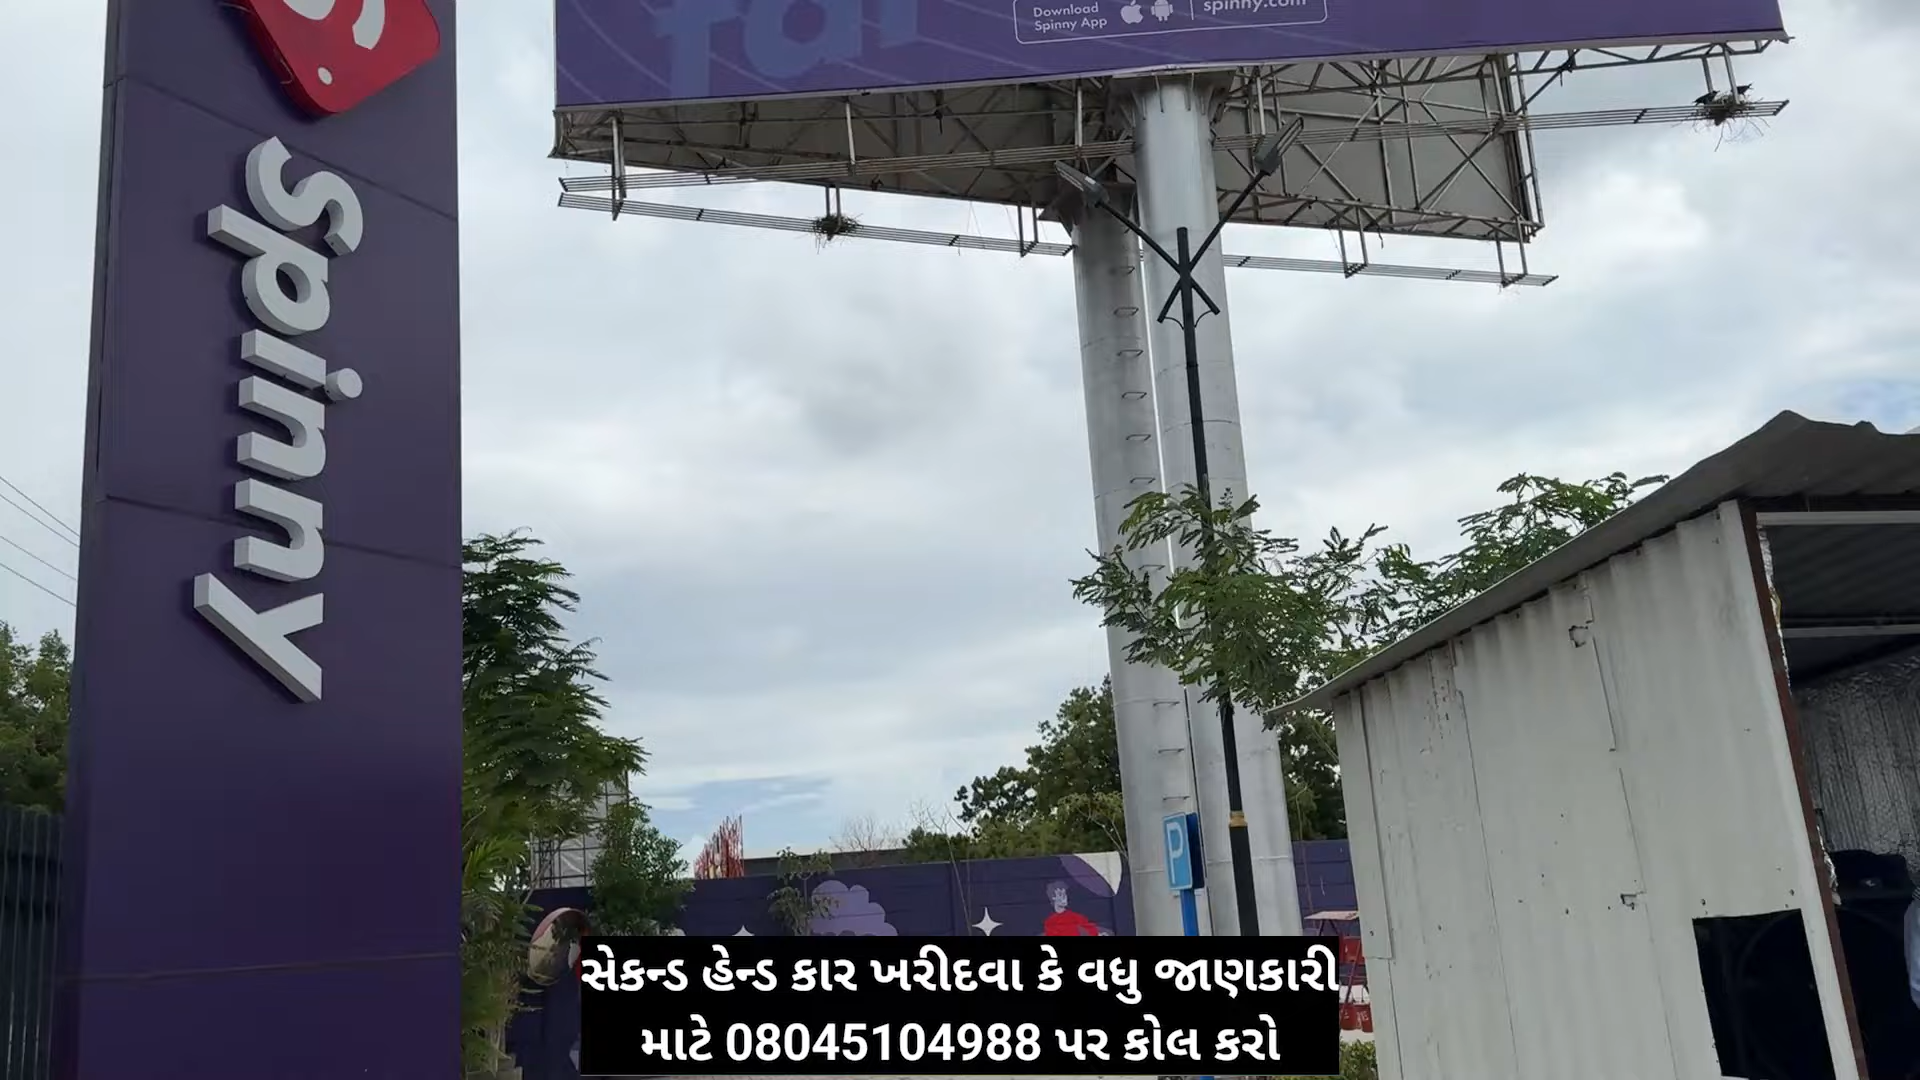 Download
Spinny App
spinny.com
Spinny
P
સેકન્ડ હેન્ડ કાર ખરીદવા કે વધુ જાણકારી
માટે 08045104988 પર કોલ કરો